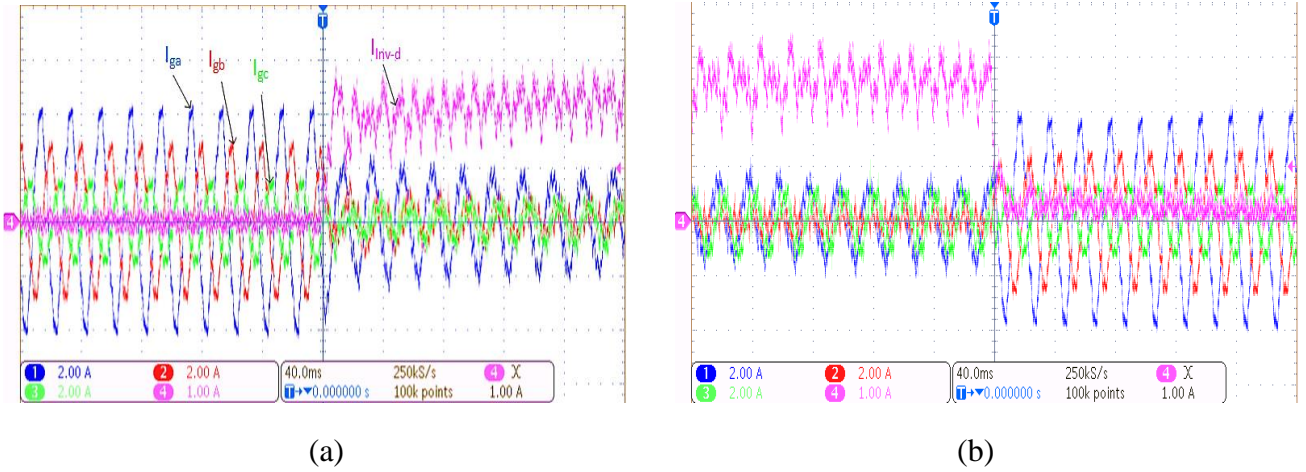 T
T
Iga
Igb
Igc
IInv-d
4
4
1 2.00 A 2 2.00 A 40.0ms 250kS/s 4 X
3 2.00 A 4 1.00 A T→▼0.000000 s 100k points 1.00 A
1 2.00 A 2 2.00 A 40.0ms 250kS/s 4 X
3 2.00 A 4 1.00 A T→▼0.000000 s 100k points 1.00 A
(a)
(b)